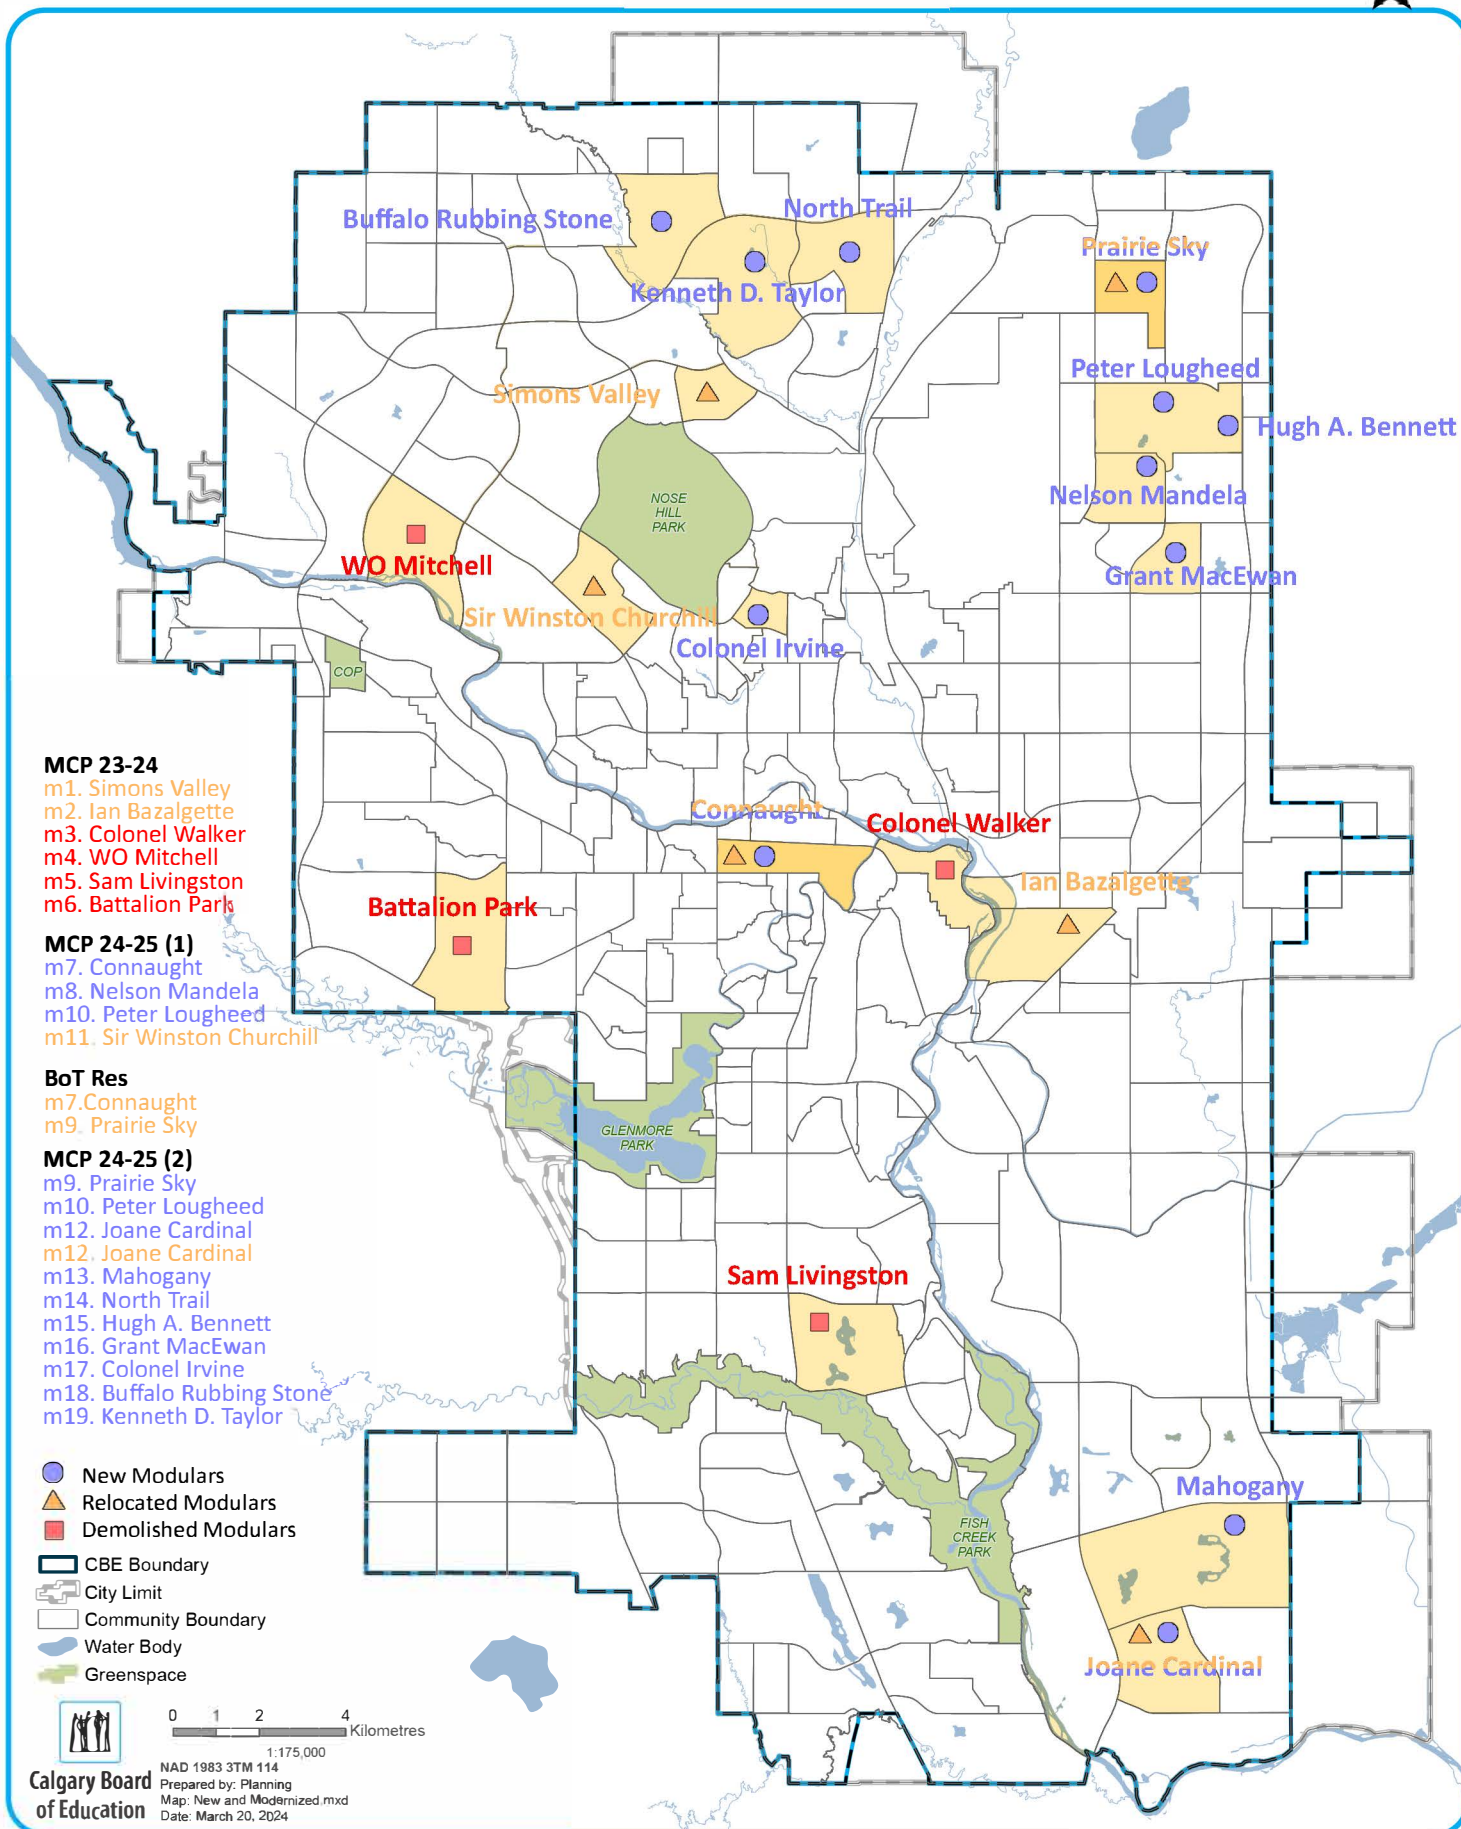 Buffalo Rubbing Stone
North Trail
Kenneth D. Taylor
Prairie Sky
Peter Lougheed
Simons Valley
Hugh A. Bennett
NOSE
HILL
PARK
Nelson Mandela
WO Mitchell
Grant MacEwan
Sir Winston Churchill
Colonel Irvine
COP
MCP 23-24
m1. Simons Valley
m2. Ian Bazalgette
m3. Colonel Walker
m4. WO Mitchell
m5. Sam Livingston
m6. Battalion Park
MCP 24-25 (1)
m7. Connaught
m8. Nelson Mandela
m10. Peter Lougheed
m11. Sir Winston Churchill
BoT Res
m7.Connaught
m9. Prairie Sky
MCP 24-25 (2)
m9. Prairie Sky
m10. Peter Lougheed
m12. Joane Cardinal
m12. Joane Cardinal
m13. Mahogany
m14. North Trail
m15. Hugh A. Bennett
m16. Grant MacEwan
m17. Colonel Irvine
m18. Buffalo Rubbing Stone
m19. Kenneth D. Taylor
Connaught
Colonel Walker
Ian Bazalgette
Battalion Park
GLENMORE
PARK
Sam Livingston
Mahogany
FISH
CREEK
PARK
Joane Cardinal
New Modulars
Relocated Modulars
Demolished Modulars
CBE Boundary
City Limit
Community Boundary
Water Body
Greenspace
0 1 2 4
Kilometres
1:175,000
Calgary Board
of Education
NAD 1983 3TM 114
Prepared by: Planning
Map: New and Modernized.mxd
Date: March 20, 2024